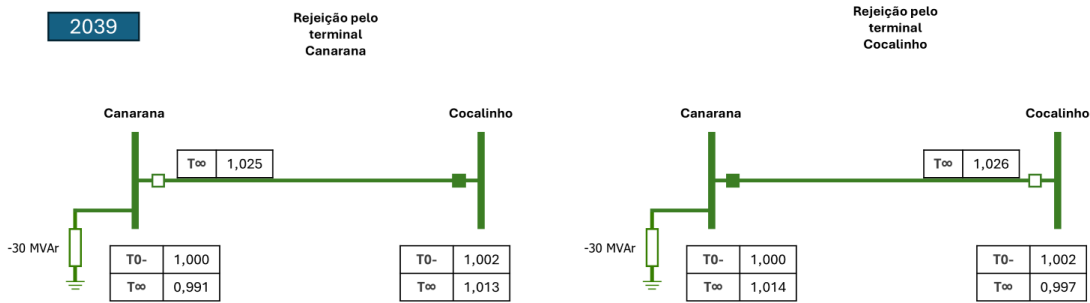 2039
Rejeição pelo
terminal
Canarana
Canarana
Cocalinho
T∞ 1,025
-30 MVAr
T0- 1,000
T∞ 0,991
T0- 1,002
T∞ 1,013
Rejeição pelo
terminal
Cocalinho
Canarana
Cocalinho
T∞ 1,026
-30 MVAr
T0- 1,000
T∞ 1,014
T0- 1,002
T∞ 0,997